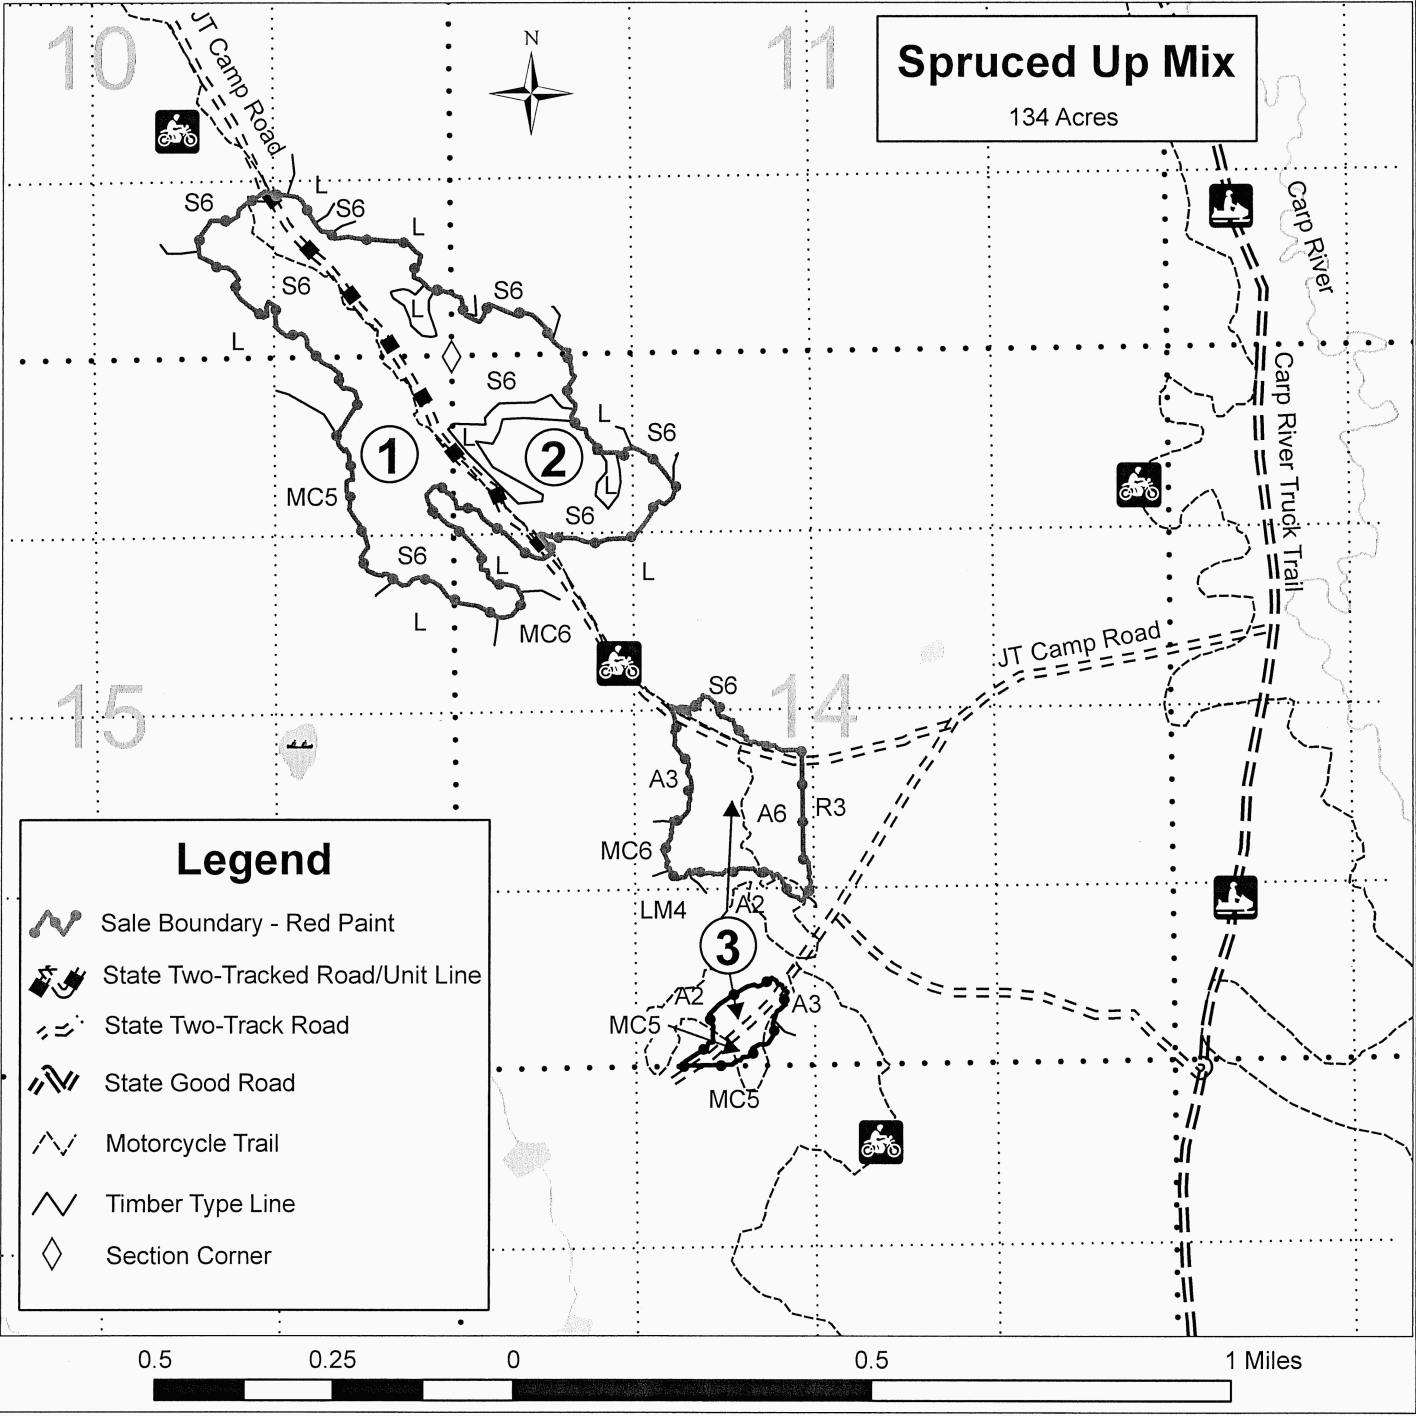 10
JT Camp Road
N
11
Spruced Up Mix
134 Acres
Carp River
S6
L
S6
L
S6
S6
L
L
L
S6
Carp River Truck Trail
L
S6
L
1
2
MC5
L
S6
S6
L
L
L
MC6
JT Camp Road
15
S6
14
A3
A6
R3
MC6
LM4
A2
3
A2
A3
MC5
MC5
Legend
Sale Boundary - Red Paint
State Two-Tracked Road/Unit Line
State Two-Track Road
State Good Road
Motorcycle Trail
Timber Type Line
Section Corner
0.5
0.25
0
0.5
1 Miles